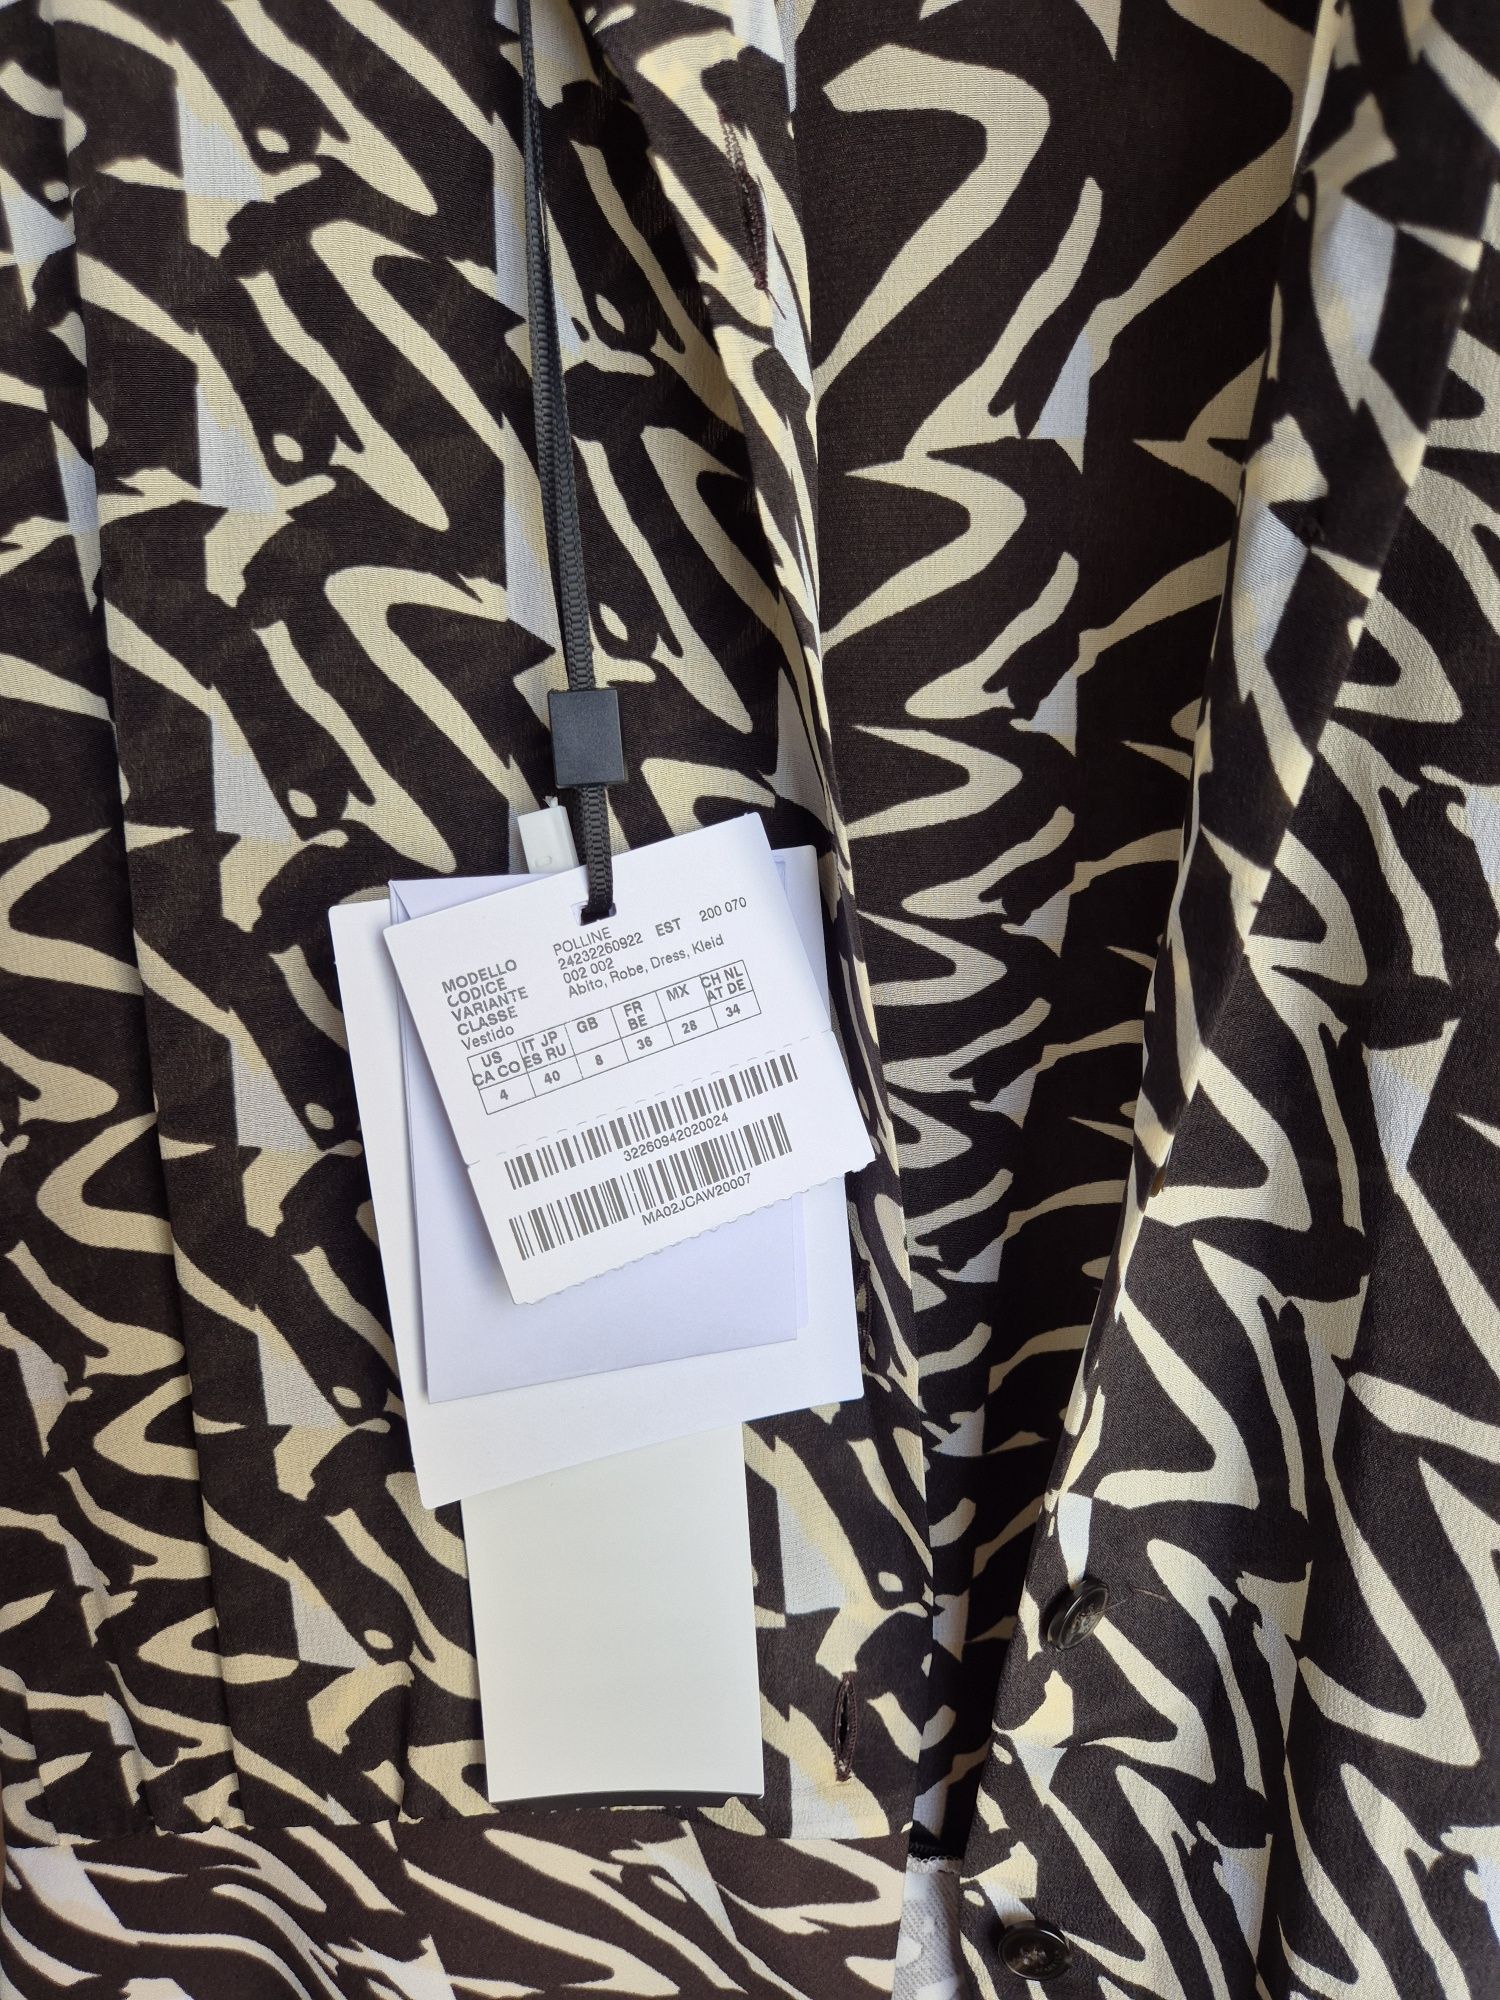 MODELLO POLLINE
CODICE 24232260922 EST 200 070
VARIANTE 002 002
CLASSE Abito, Robe, Dress, Kleid
Vestido
US IT JP GB FR MX CH NL
CA CO ES RU BE AT DE
4 40 8 36 28 34
32260942020024
MA02JCAW20007